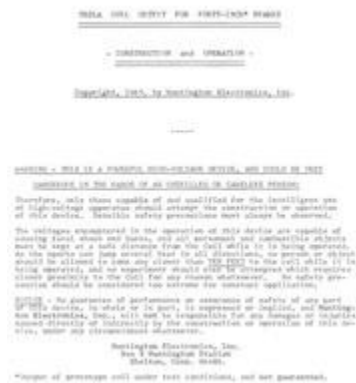 TESLA COIL OUTFIT FOR FORTY-INCH* SPARKS
- CONSTRUCTION and OPERATION -
Copyright, 1965, by Huntington Electronics, Inc.
-----
WARNING - THIS IS A POWERFUL HIGH-VOLTAGE DEVICE, AND COULD BE VERY
DANGEROUS IN THE HANDS OF AN UNSKILLED OR CARELESS PERSON!
Therefore, only those capable of and qualified for the intelligent use
of high-voltage apparatus should attempt the construction or operation
of this device. Sensible safety precautions must always be observed.
The voltages encountered in the operation of this device are capable of
causing fatal shock and burns, and all personnel and combustible objects
must be kept at a safe distance from the Coil while it is being operated.
As the sparks can jump several feet in all directions, no person or object
should be allowed to come any closer than TEN FEET to the Coil while it is
being operated, and no experiment should ever be attempted which requires
closer proximity to the Coil for any reason whatever. No safety pre-
caution should be considered too extreme for constant application.
NOTICE - No guarantee of performance or assurance of safety of any part
of this device, in whole or in part, is expressed or implied, and Hunting-
ton Electronics, Inc., will not be responsible for any damages or injuries
caused directly or indirectly by the construction or operation of this de-
vice, under any circumstances whatsoever.
Huntington Electronics, Inc.
Box Huntington Station
Shelton, Conn.
*Output of prototype coil under test conditions, and not guaranteed.